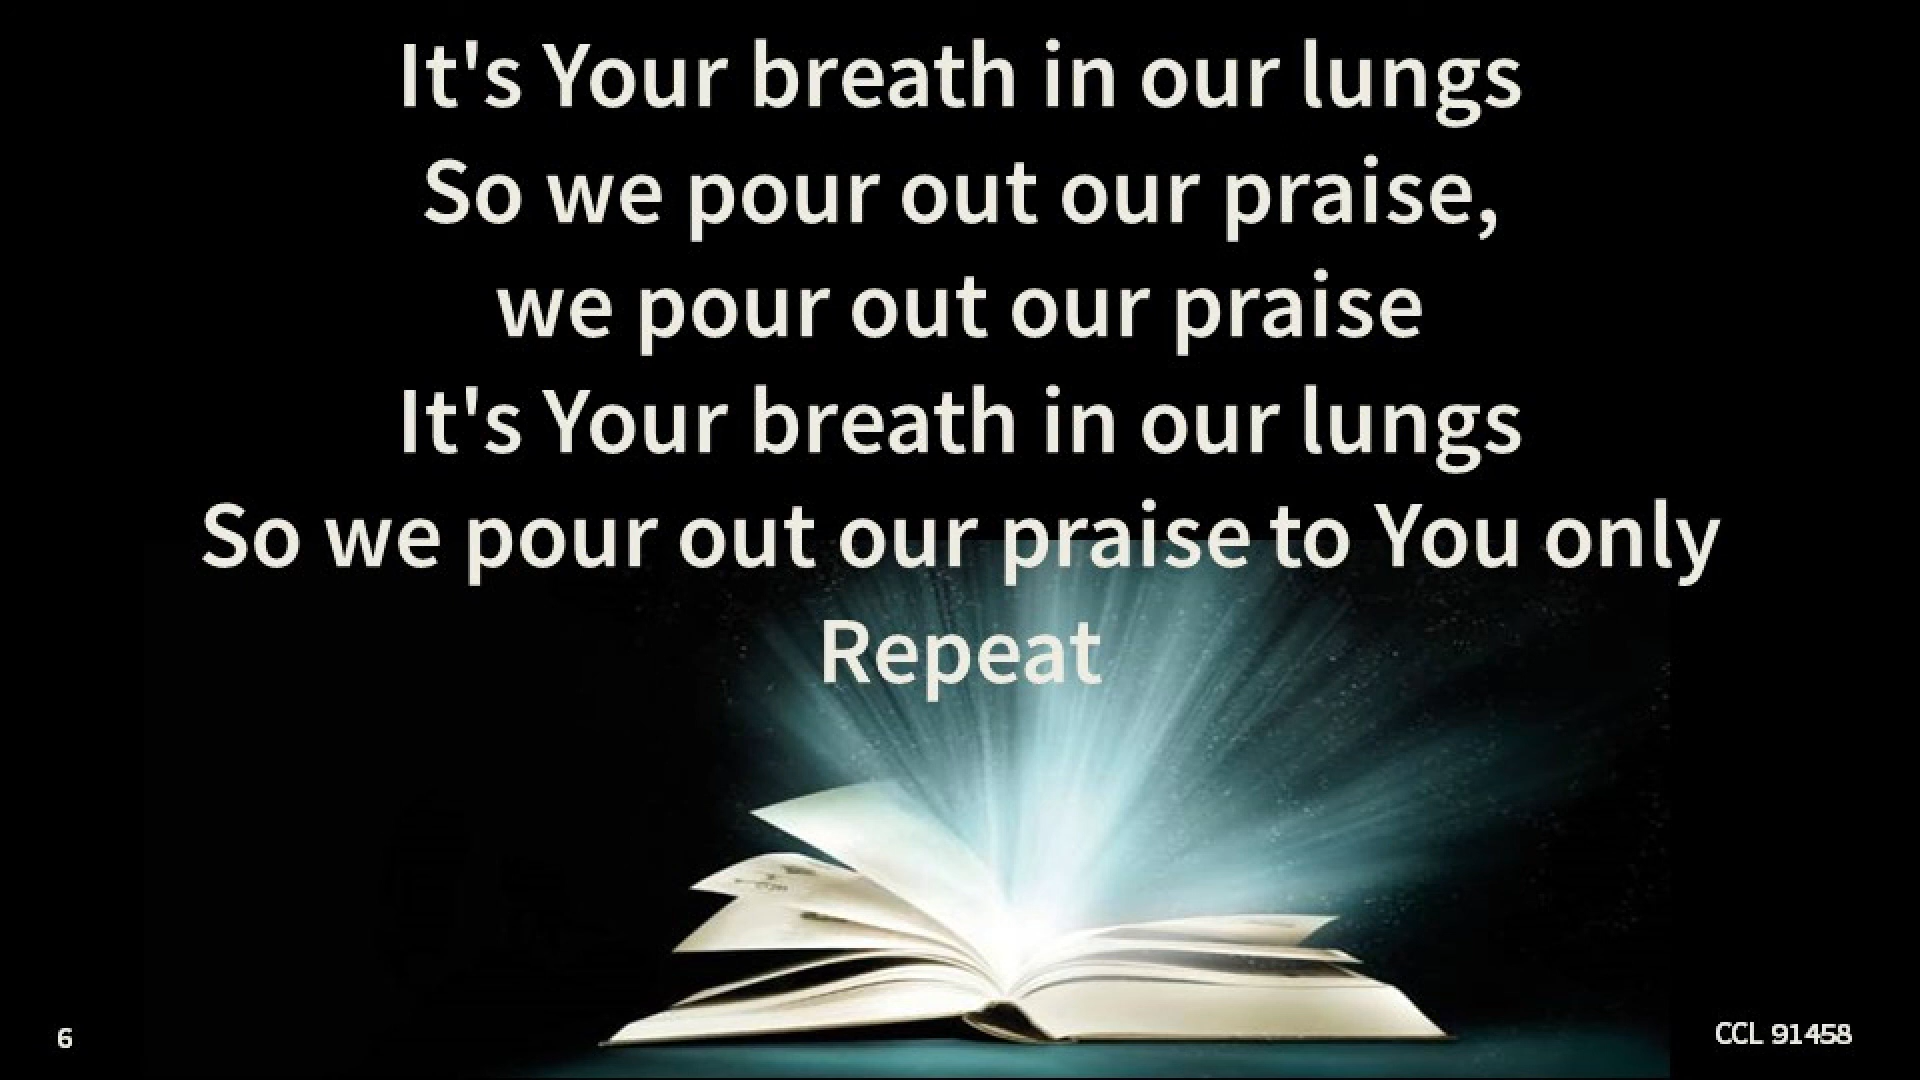 It's Your breath in our lungs
So we pour out our praise,
we pour out our praise
It's Your breath in our lungs
So we pour out our praise to You only
Repeat
6
CCL 91458